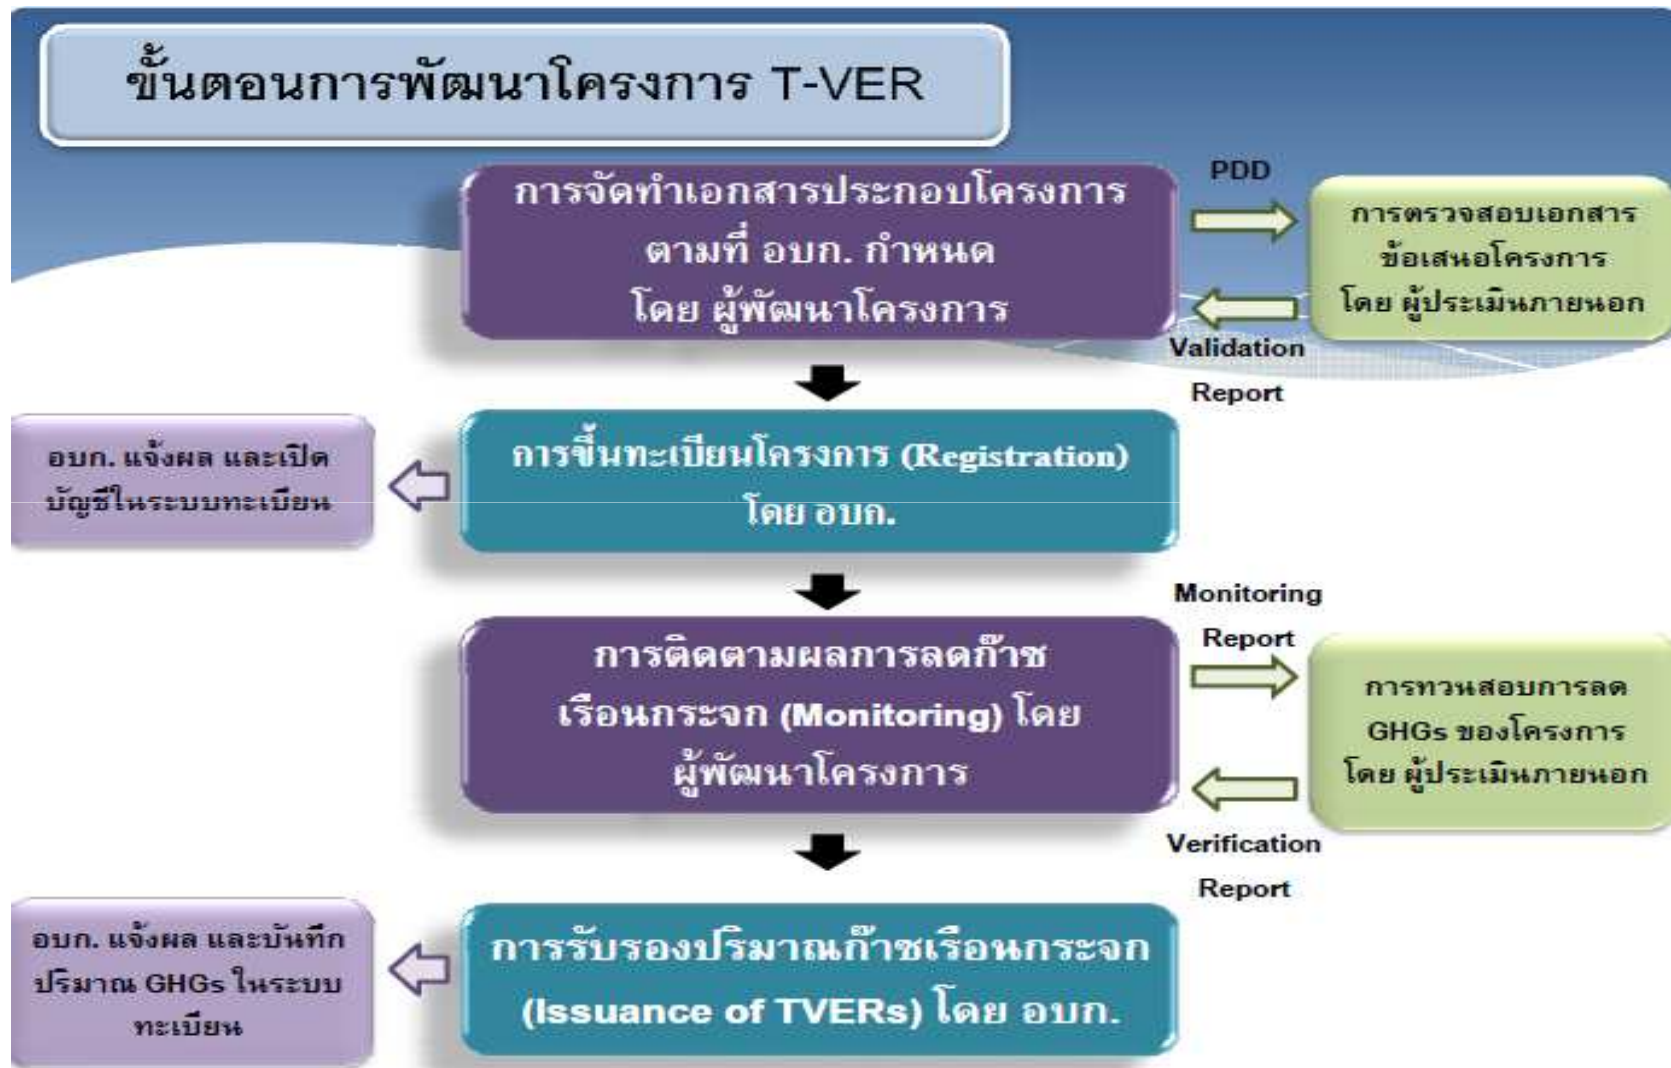 ขั้นตอนการพัฒนาโครงการ T-VER
การจัดทำเอกสารประกอบโครงการ
ตามที่ อบก. กำหนด
โดย ผู้พัฒนาโครงการ
PDD
Validation
Report
การตรวจสอบเอกสาร
ข้อเสนอโครงการ
โดย ผู้ประเมินภายนอก
การขึ้นทะเบียนโครงการ (Registration)
โดย อบก.
อบก. แจ้งผล และเปิด
บัญชีในระบบทะเบียน
การติดตามผลการลดก๊าซ
เรือนกระจก (Monitoring) โดย
ผู้พัฒนาโครงการ
Monitoring
Report
Verification
Report
การทวนสอบการลด
GHGs ของโครงการ
โดย ผู้ประเมินภายนอก
การรับรองปริมาณก๊าซเรือนกระจก
(Issuance of TVERs) โดย อบก.
อบก. แจ้งผล และบันทึก
ปริมาณ GHGs ในระบบ
ทะเบียน